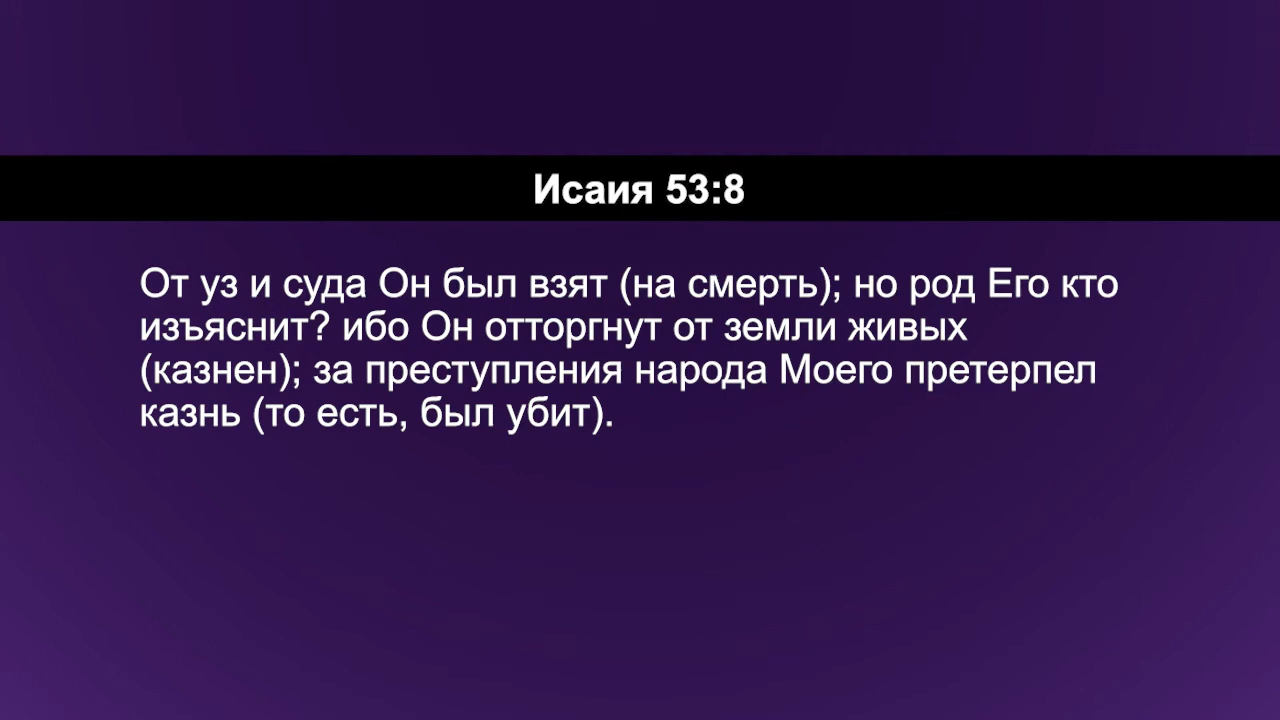 Исаия 53:8
От уз и суда Он был взят (на смерть); но род Его кто
изъяснит? ибо Он отторгнут от земли живых
(казнен); за преступления народа Моего претерпел
казнь (то есть, был убит).